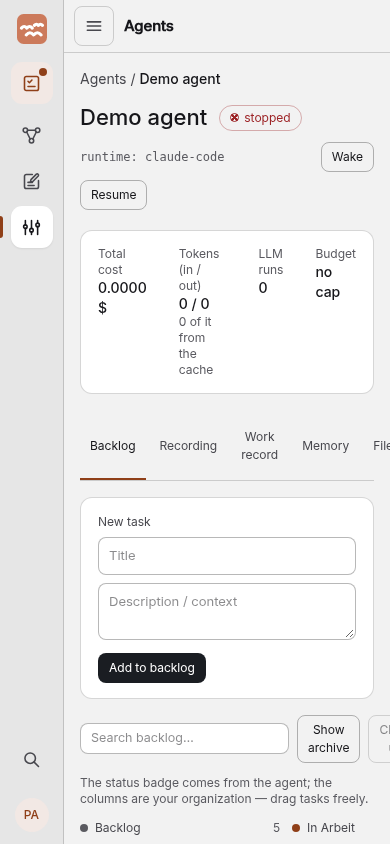 Agents
Agents / Demo agent
Demo agent
stopped
runtime: claude-code
Wake
Resume
Total
cost
0.0000
$
Tokens
(in /
out)
0 / 0
0 of it
from
the
cache
LLM
runs
0
Budget
no
cap
Backlog
Recording
Work
record
Memory
New task
Title
Description / context
Add to backlog
Search backlog...
Show
archive
The status badge comes from the agent; the
columns are your organization — drag tasks freely.
Backlog 5
In Arbeit
PA